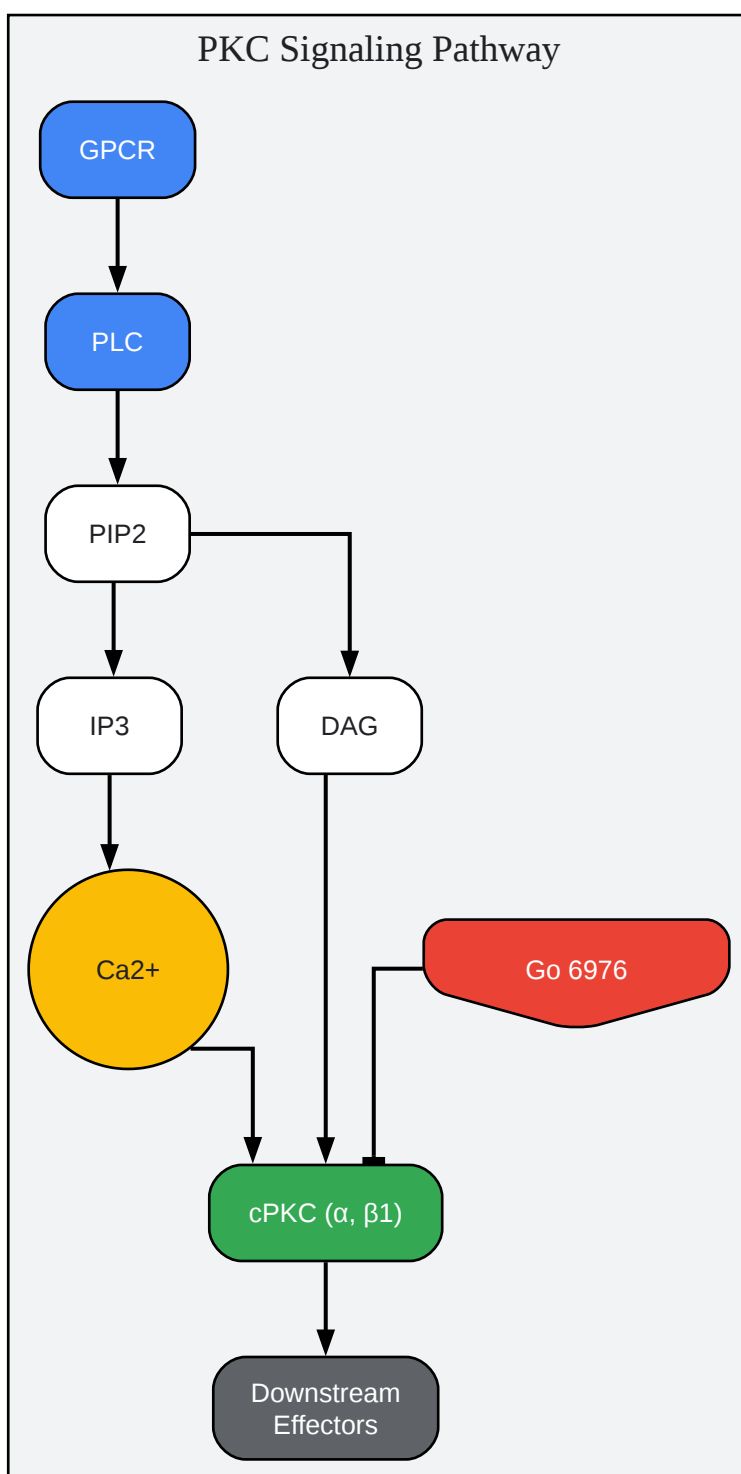 PKC Signaling Pathway
GPCR
PLC
PIP2
IP3
DAG
Ca2+
Go 6976
cPKC (α, β1)
Downstream
Effectors